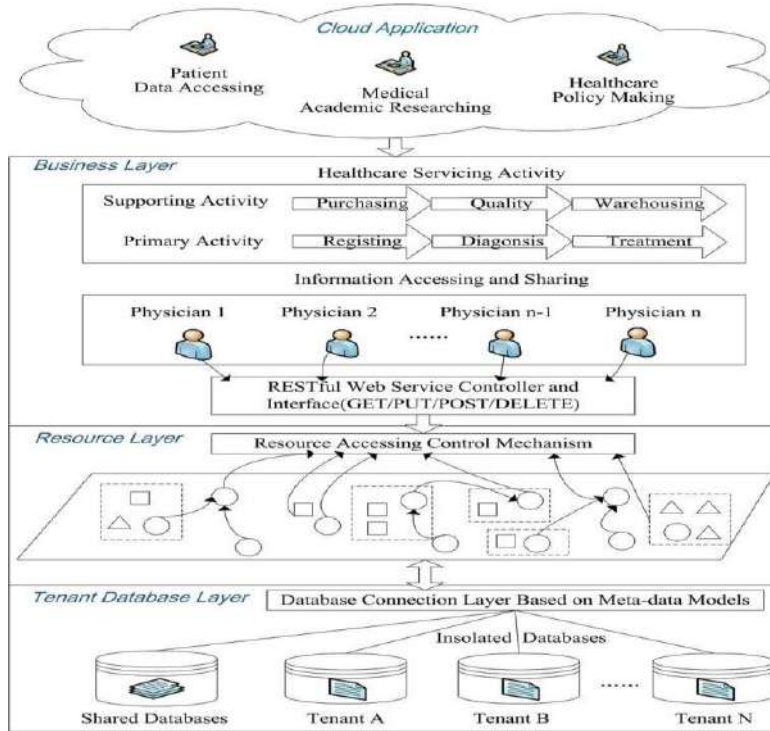 Cloud Application
Patient
Data Accessing
Medical
Academic Researching
Healthcare
Policy Making
Business Layer
Healthcare Servicing Activity
Supporting Activity
Purchasing
Quality
Warehousing
Primary Activity
Registing
Diagonsis
Treatment
Information Accessing and Sharing
Physician 1
Physician 2
......
Physician n-1
Physician n
RESTful Web Service Controller and
Interface(GET/PUT/POST/DELETE)
Resource Layer
Resource Accessing Control Mechanism
Tenant Database Layer
Database Connection Layer Based on Meta-data Models
Insolated Databases
Shared Databases
Tenant A
Tenant B
......
Tenant N